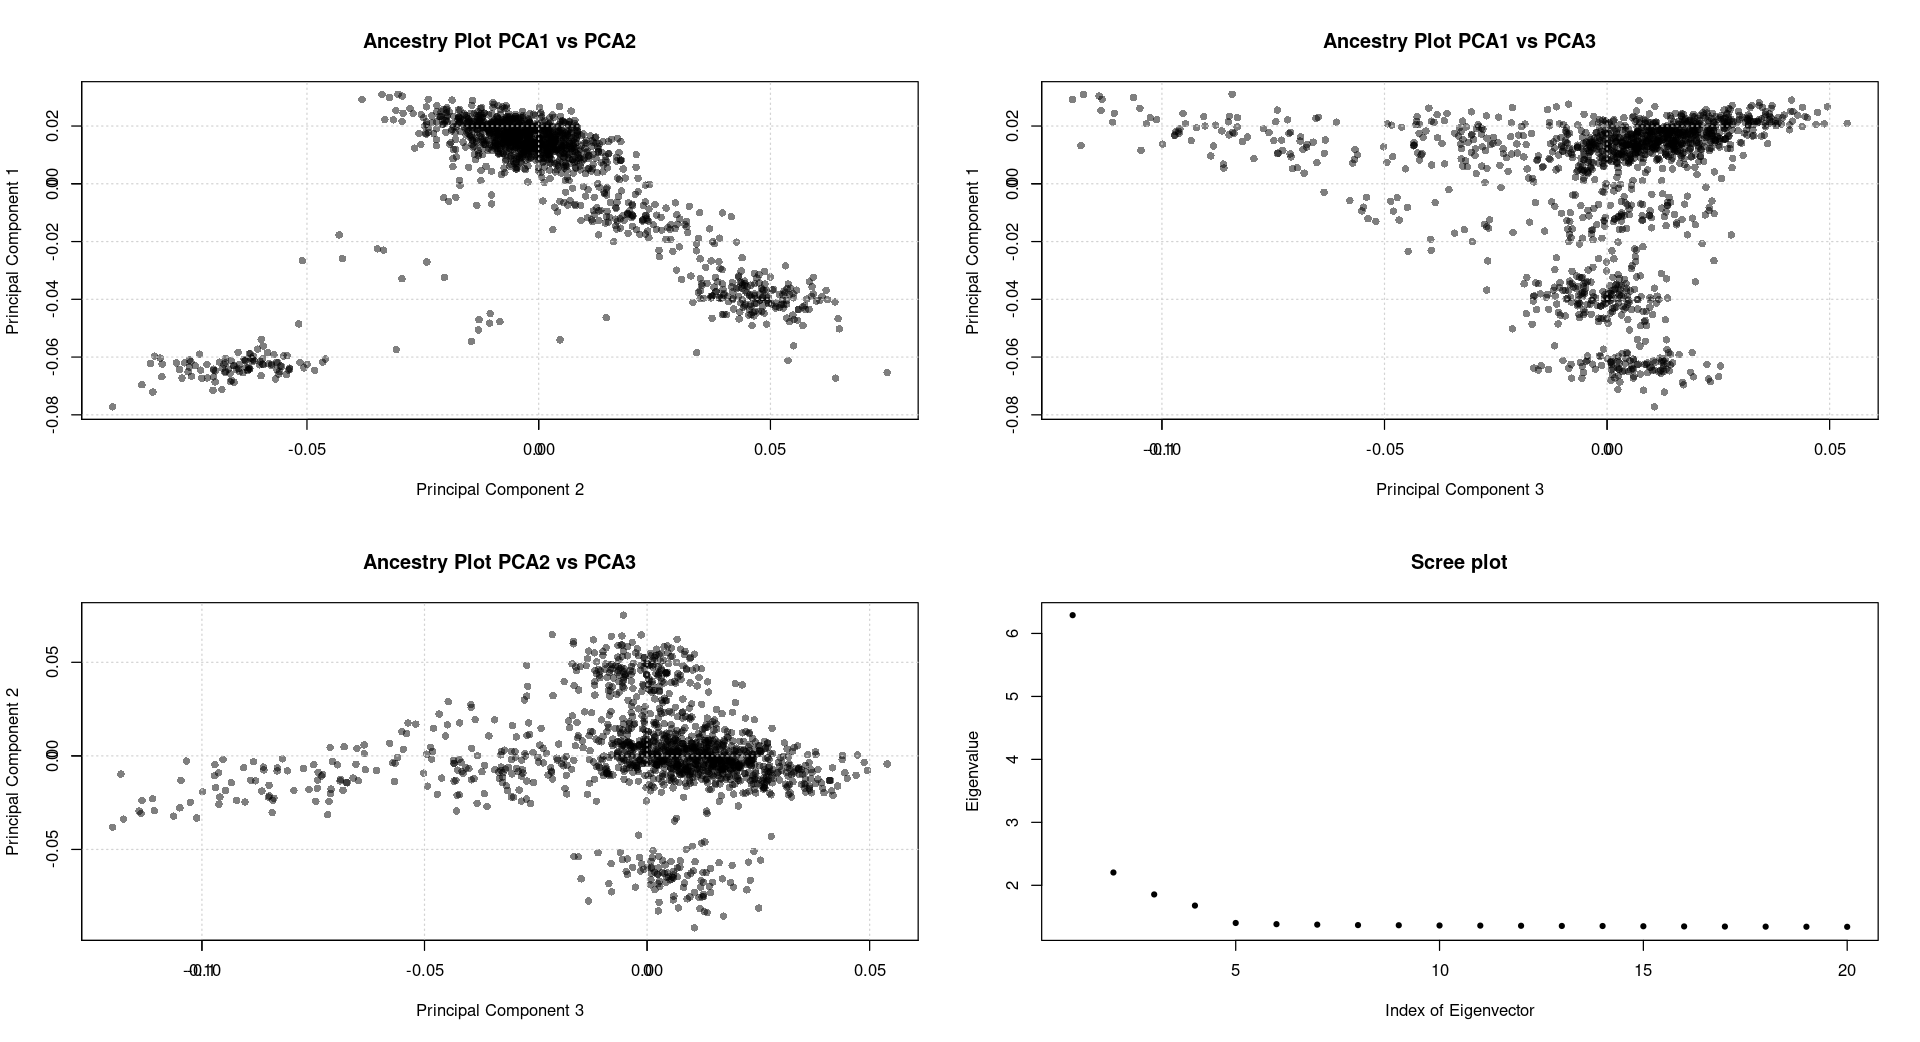 Ancestry Plot PCA1 vs PCA2
Principal Component 1
0.02
0.00
-0.02
-0.04
-0.06
-0.08
-0.05
0.00
0.05
Principal Component 2
Ancestry Plot PCA1 vs PCA3
Principal Component 1
0.02
0.00
-0.02
-0.04
-0.06
-0.08
-0.10
-0.05
0.00
0.05
Principal Component 3
Ancestry Plot PCA2 vs PCA3
Principal Component 2
0.05
0.00
-0.05
-0.10
-0.05
0.00
0.05
Principal Component 3
Scree plot
Eigenvalue
6
5
4
3
2
5
10
15
20
Index of Eigenvector